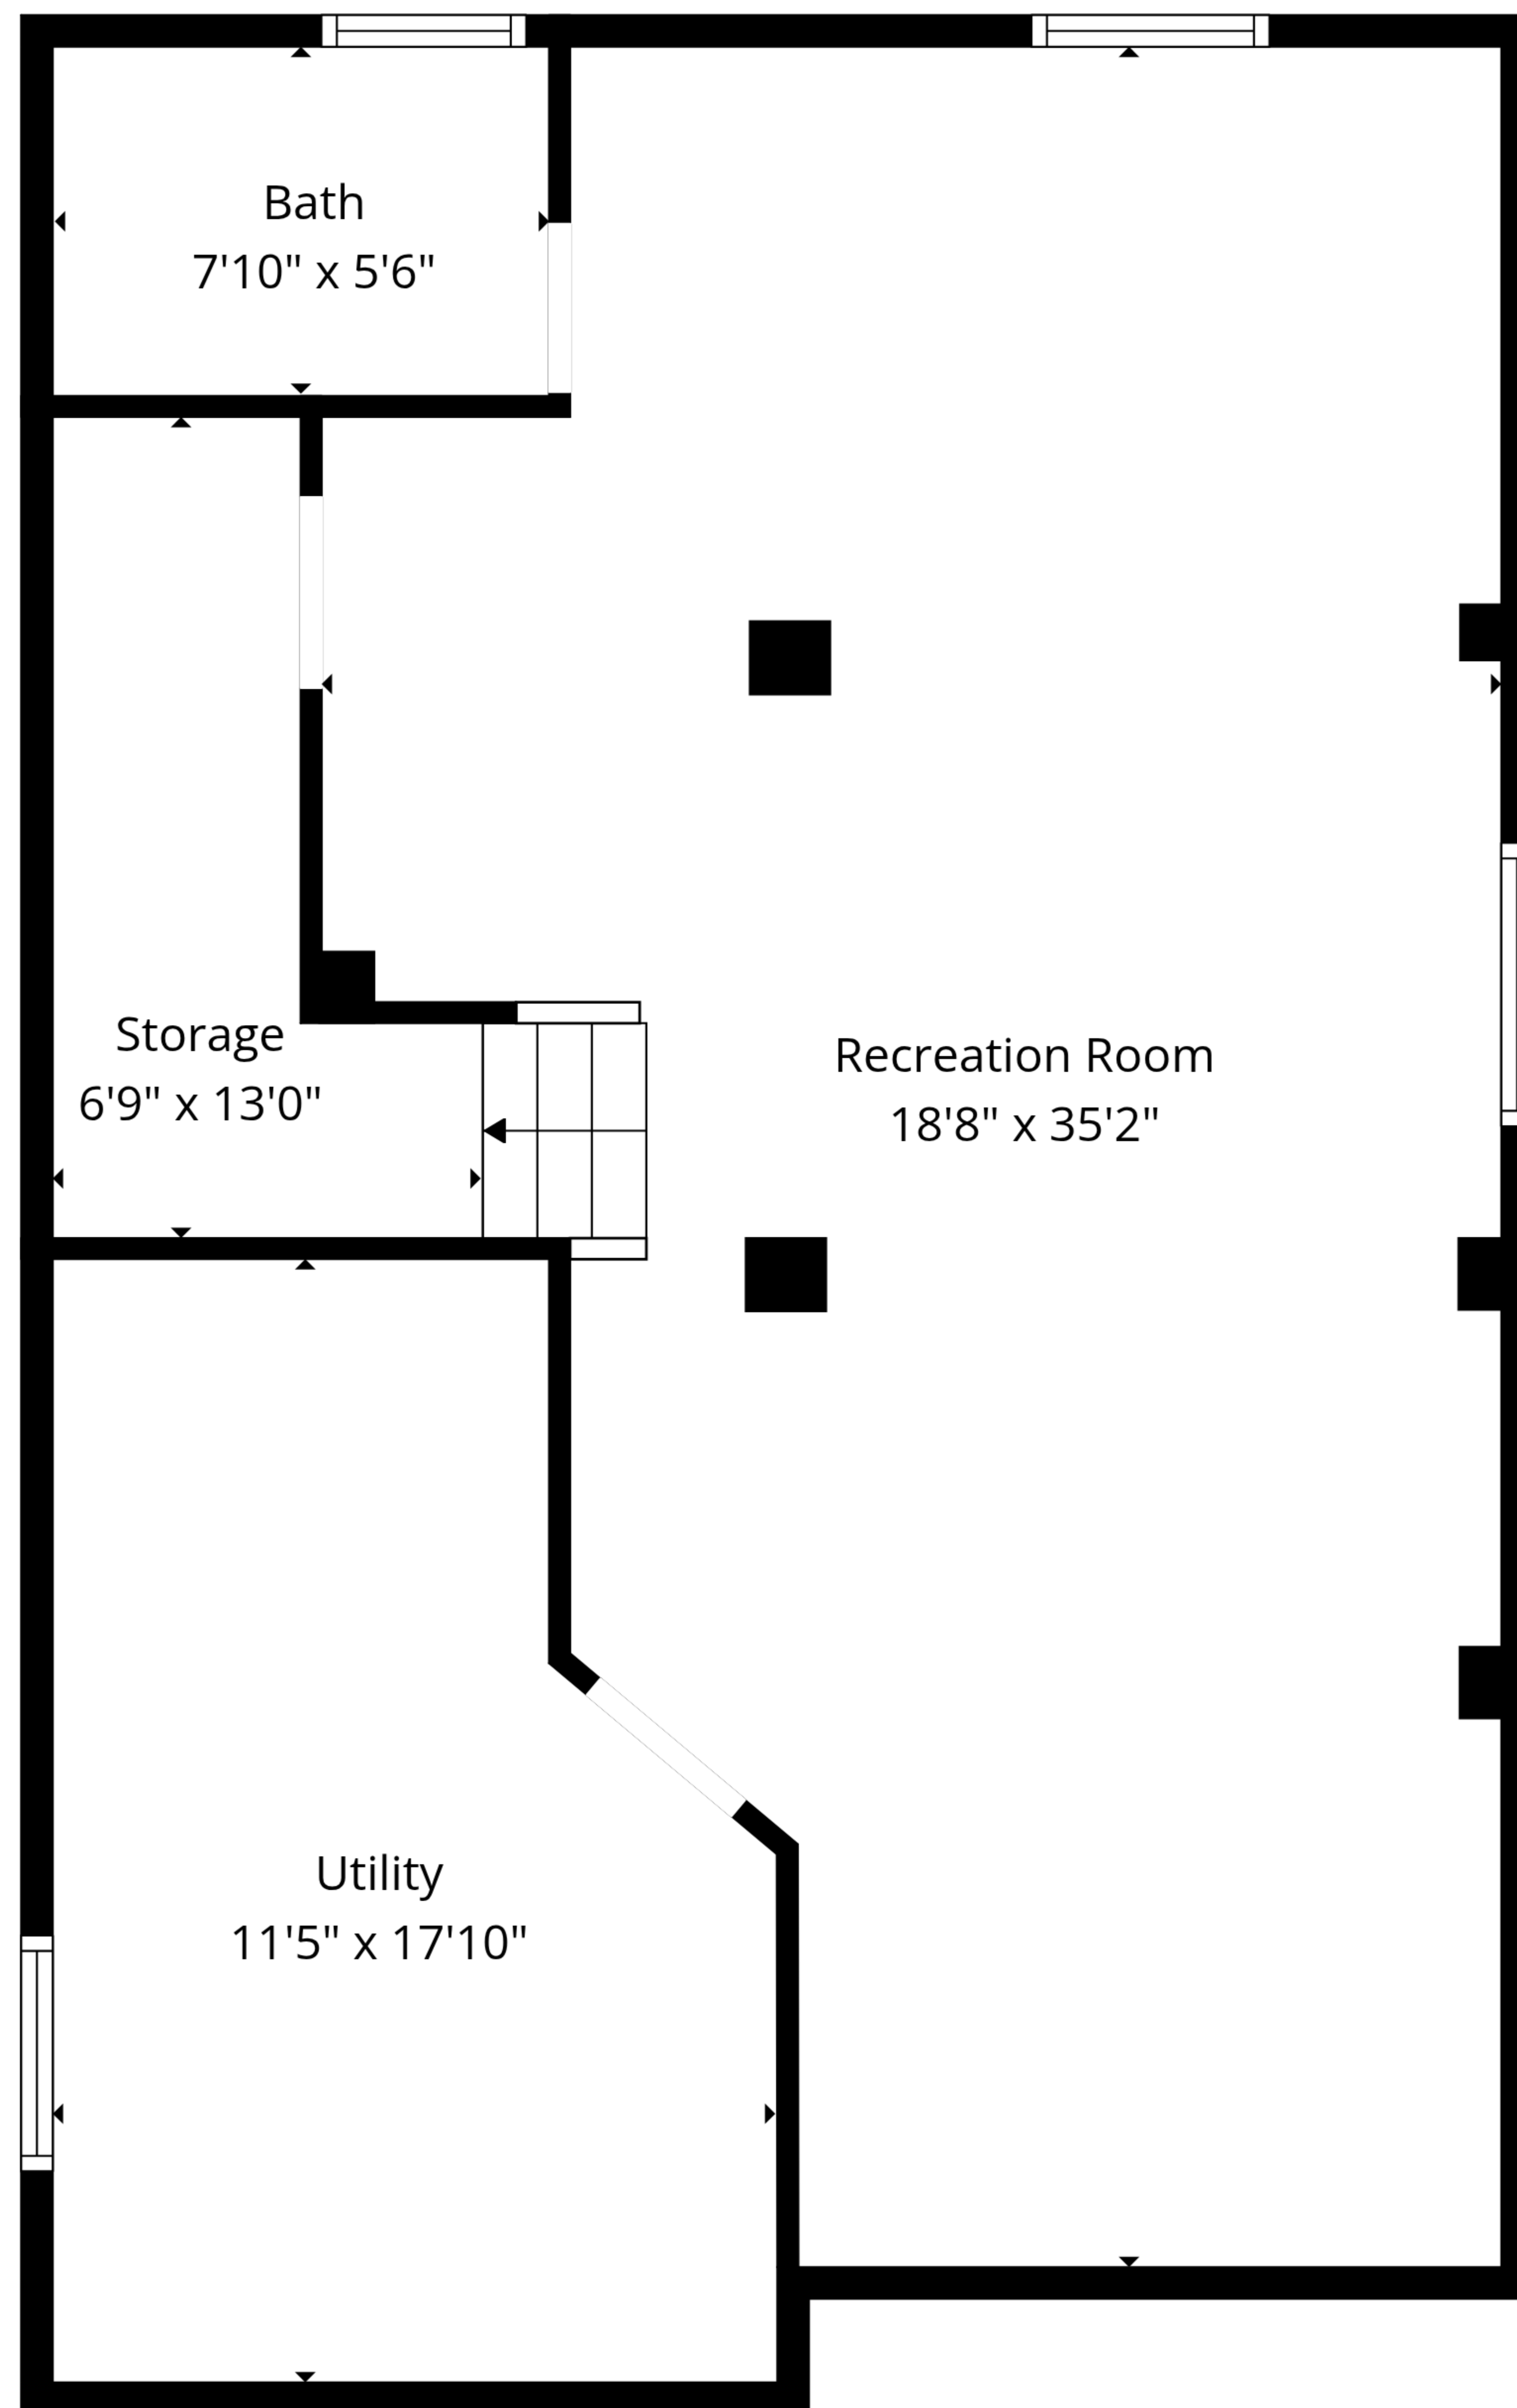 Bath
7'10" x 5'6"
Storage
6'9" x 13'0"
Recreation Room
18'8" x 35'2"
Utility
11'5" x 17'10"